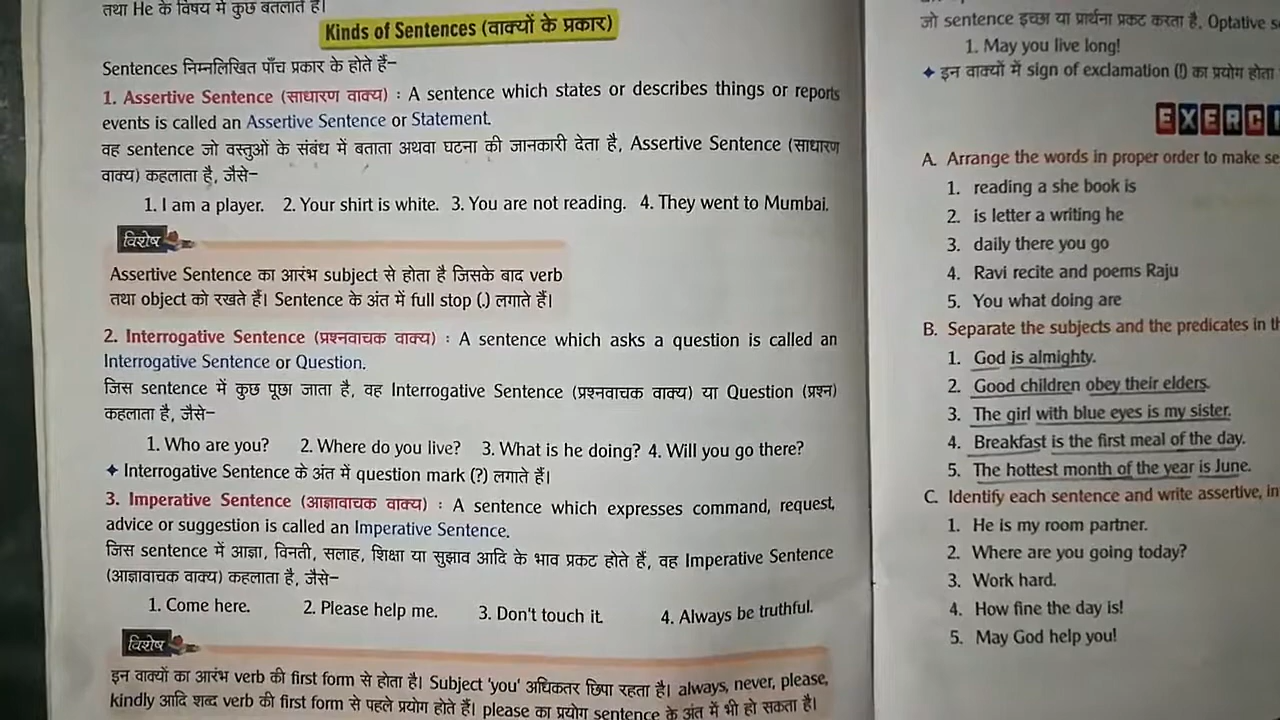 तथा He के विषय में कुछ बतलाते हैं।
Kinds of Sentences (वाक्यों के प्रकार)
Sentences निम्नलिखित पाँच प्रकार के होते हैं–
1. Assertive Sentence (साधारण वाक्य) : A sentence which states or describes things or reports
events is called an Assertive Sentence or Statement.
वह sentence जो वस्तुओं के संबंध में बताता अथवा घटना की जानकारी देता है, Assertive Sentence (साधारण
वाक्य) कहलाता है, जैसे–
1. I am a player. 2. Your shirt is white. 3. You are not reading. 4. They went to Mumbai.
विशेष
Assertive Sentence का आरंभ subject से होता है जिसके बाद verb
तथा object को रखते हैं। Sentence के अंत में full stop (.) लगाते हैं।
2. Interrogative Sentence (प्रश्नवाचक वाक्य) : A sentence which asks a question is called an
Interrogative Sentence or Question.
जिस sentence में कुछ पूछा जाता है, वह Interrogative Sentence (प्रश्नवाचक वाक्य) या Question (प्रश्न)
कहलाता है, जैसे–
1. Who are you? 2. Where do you live? 3. What is he doing? 4. Will you go there?
✦ Interrogative Sentence के अंत में question mark (?) लगाते हैं।
3. Imperative Sentence (आज्ञावाचक वाक्य) : A sentence which expresses command, request,
advice or suggestion is called an Imperative Sentence.
जिस sentence में आज्ञा, विनती, सलाह, शिक्षा या सुझाव आदि के भाव प्रकट होते हैं, वह Imperative Sentence
(आज्ञावाचक वाक्य) कहलाता है, जैसे–
1. Come here. 2. Please help me. 3. Don't touch it. 4. Always be truthful.
विशेष
इन वाक्यों का आरंभ verb की first form से होता है। Subject 'you' अधिकतर छिपा रहता है। always, never, please,
kindly आदि शब्द verb की first form से पहले प्रयोग होते हैं। please का प्रयोग sentence के अंत में भी हो सकता है।
जो sentence इच्छा या प्रार्थना प्रकट करता है, Optative
1. May you live long!
✦ इन वाक्यों में sign of exclamation (!) का प्रयोग होता
EXERCI
A. Arrange the words in proper order to make se
1. reading a she book is
2. is letter a writing he
3. daily there you go
4. Ravi recite and poems Raju
5. You what doing are
B. Separate the subjects and the predicates in th
1. God is almighty.
2. Good children obey their elders.
3. The girl with blue eyes is my sister.
4. Breakfast is the first meal of the day.
5. The hottest month of the year is June.
C. Identify each sentence and write assertive, in
1. He is my room partner.
2. Where are you going today?
3. Work hard.
4. How fine the day is!
5. May God help you!